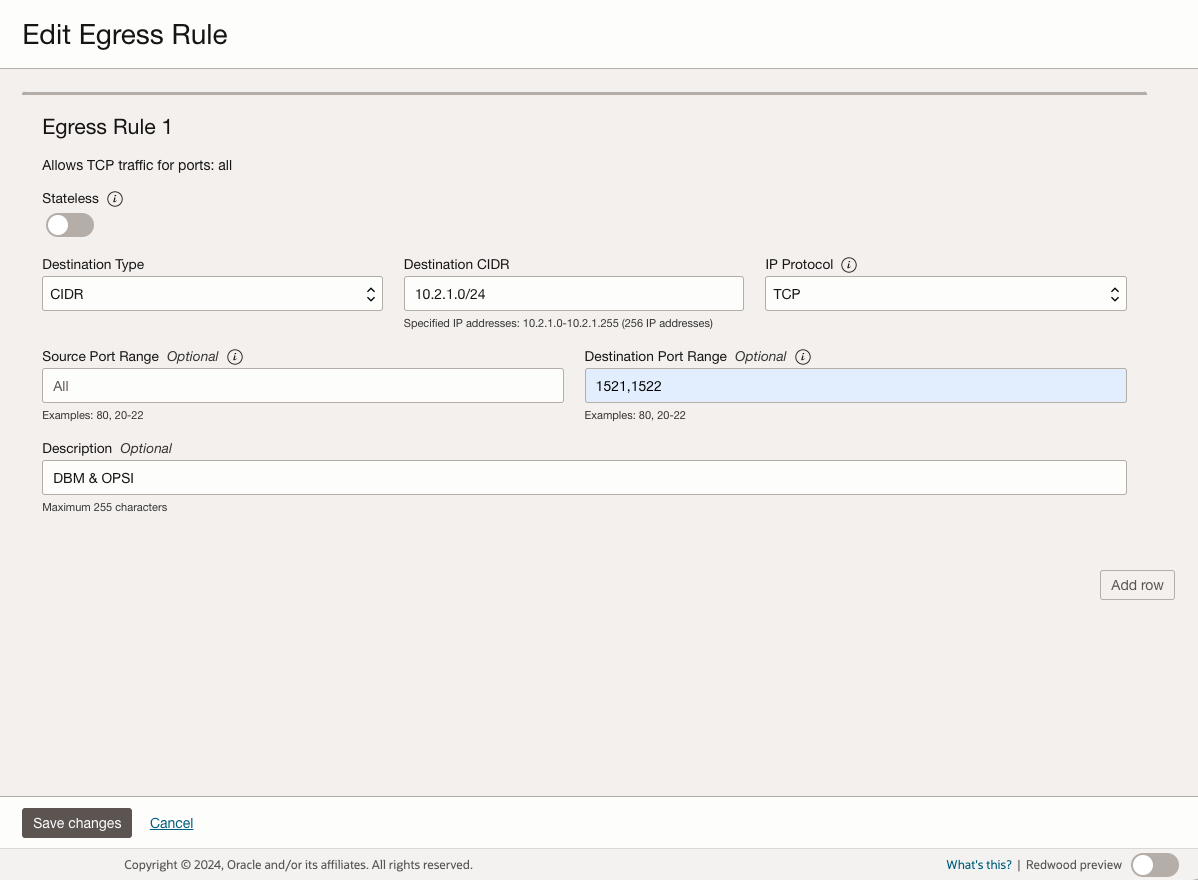 Edit Egress Rule
Egress Rule 1
Allows TCP traffic for ports: all
Stateless i
Destination Type
Destination CIDR
IP Protocol i
CIDR
10.2.1.0/24
TCP
Specified IP addresses: 10.2.1.0-10.2.1.255 (256 IP addresses)
Source Port Range Optional i
Destination Port Range Optional i
All
1521,1522
Examples: 80, 20-22
Examples: 80, 20-22
Description Optional
DBM & OPSI
Maximum 255 characters
Add row
Save changes Cancel
Copyright © 2024, Oracle and/or its affiliates. All rights reserved.
What's this? | Redwood preview